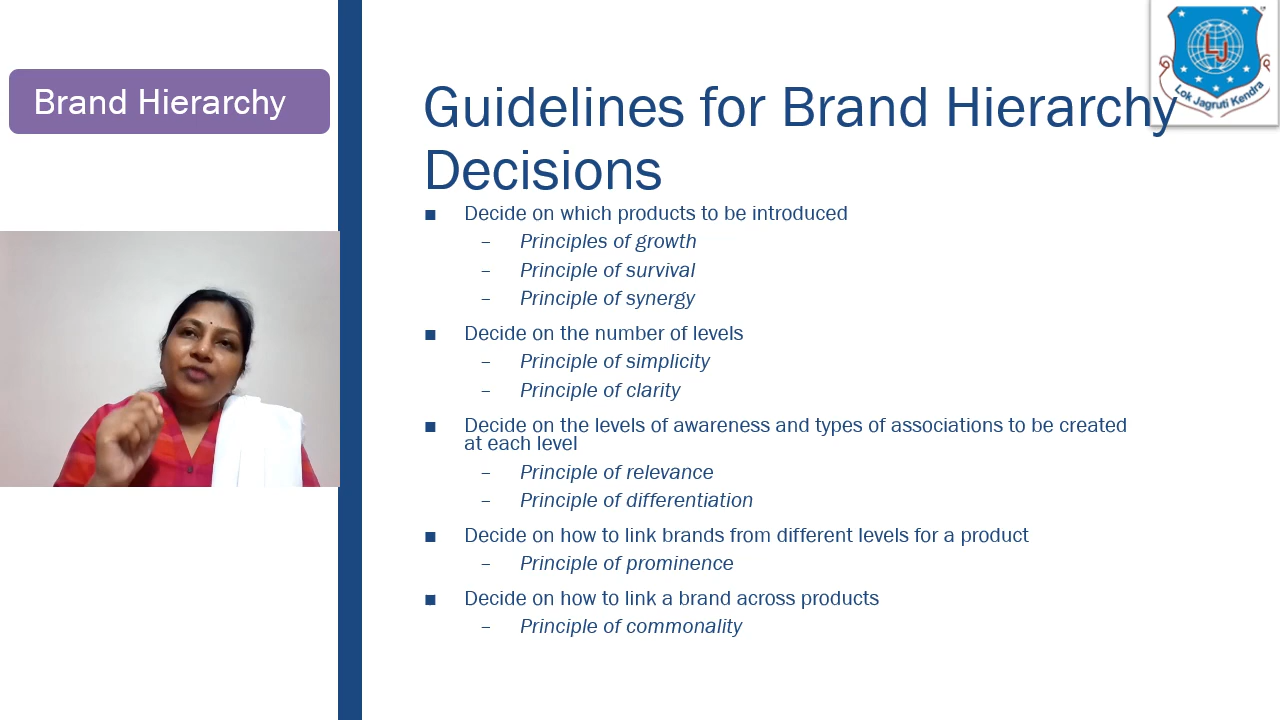 Brand Hierarchy
LJ
Lok Jagruti Kendra
Guidelines for Brand Hierarchy
Decisions
■ Decide on which products to be introduced
– Principles of growth
– Principle of survival
– Principle of synergy
■ Decide on the number of levels
– Principle of simplicity
– Principle of clarity
■ Decide on the levels of awareness and types of associations to be created
at each level
– Principle of relevance
– Principle of differentiation
■ Decide on how to link brands from different levels for a product
– Principle of prominence
■ Decide on how to link a brand across products
– Principle of commonality